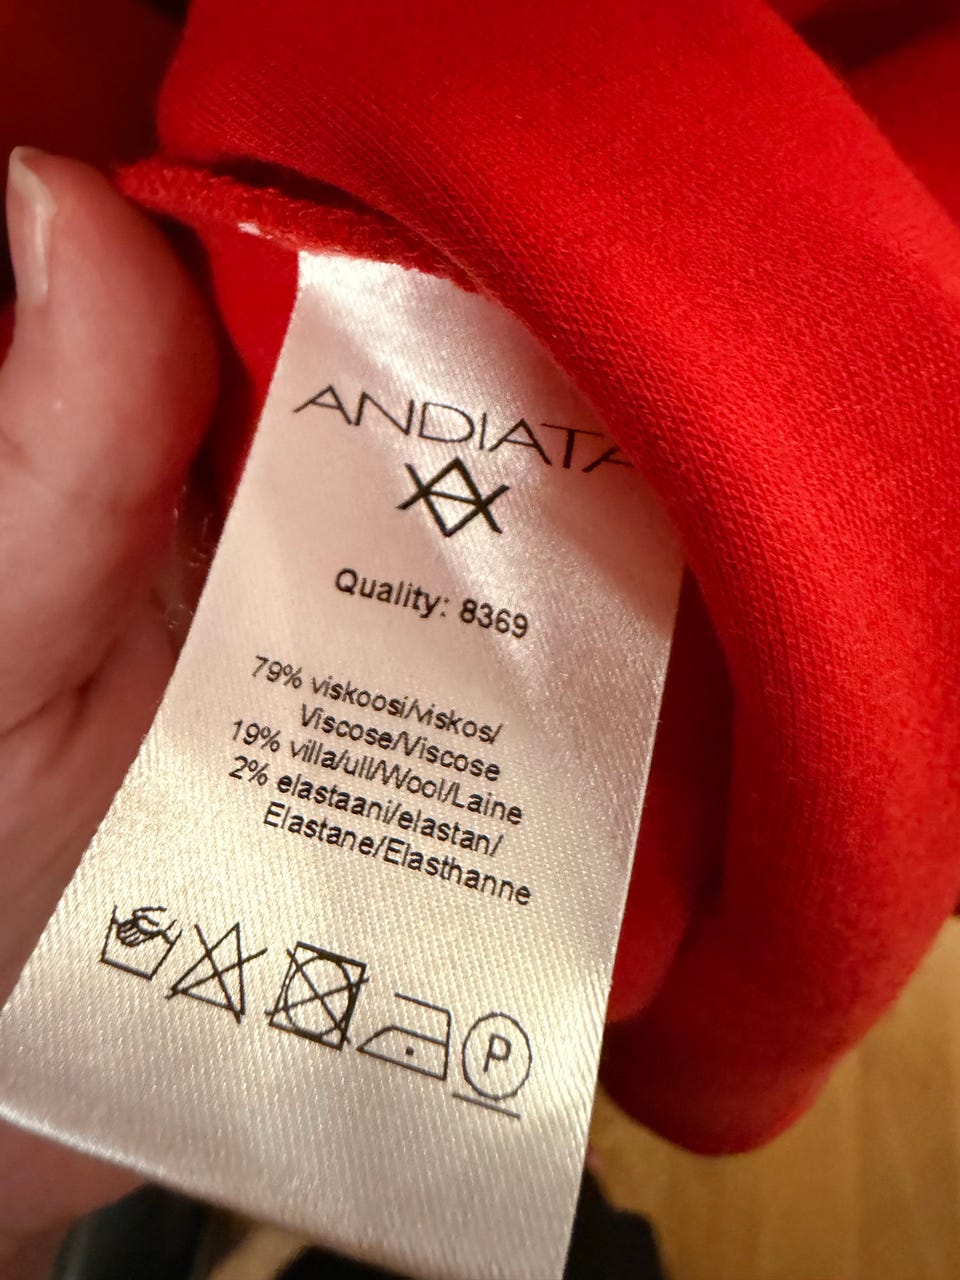 ANDIATA
Quality: 8369
79% viskoosi/viskos/
Viscose/Viscose
19% villa/ull/Wool/Laine
2% elastaani/elastan/
Elastane/Elasthanne
P